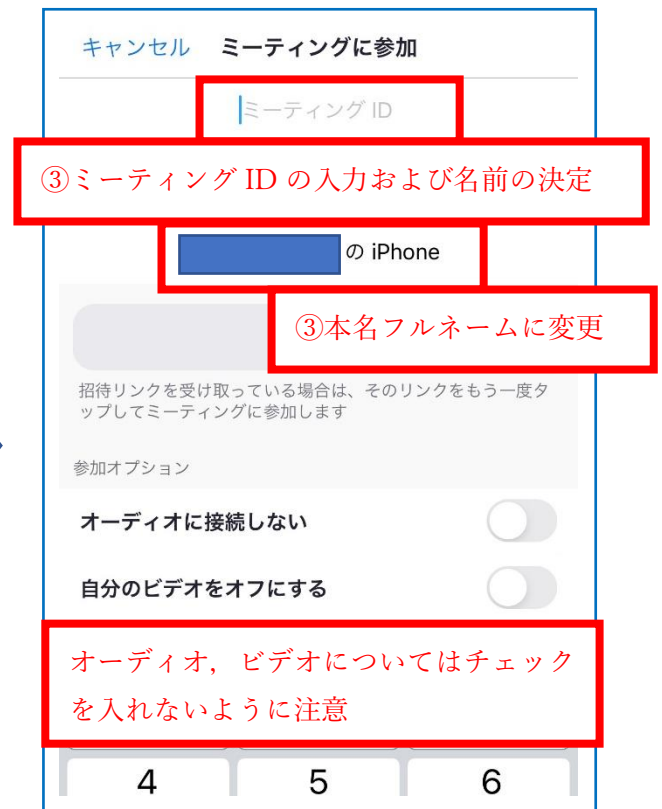 キャンセル ミーティングに参加
ミーティング ID
③ミーティング ID の入力および名前の決定
の iPhone
③本名フルネームに変更
招待リンクを受け取っている場合は、そのリンクをもう一度タ
ップしてミーティングに参加します
参加オプション
オーディオに接続しない
自分のビデオをオフにする
オーディオ，ビデオについてはチェック
を入れないように注意
4 5 6